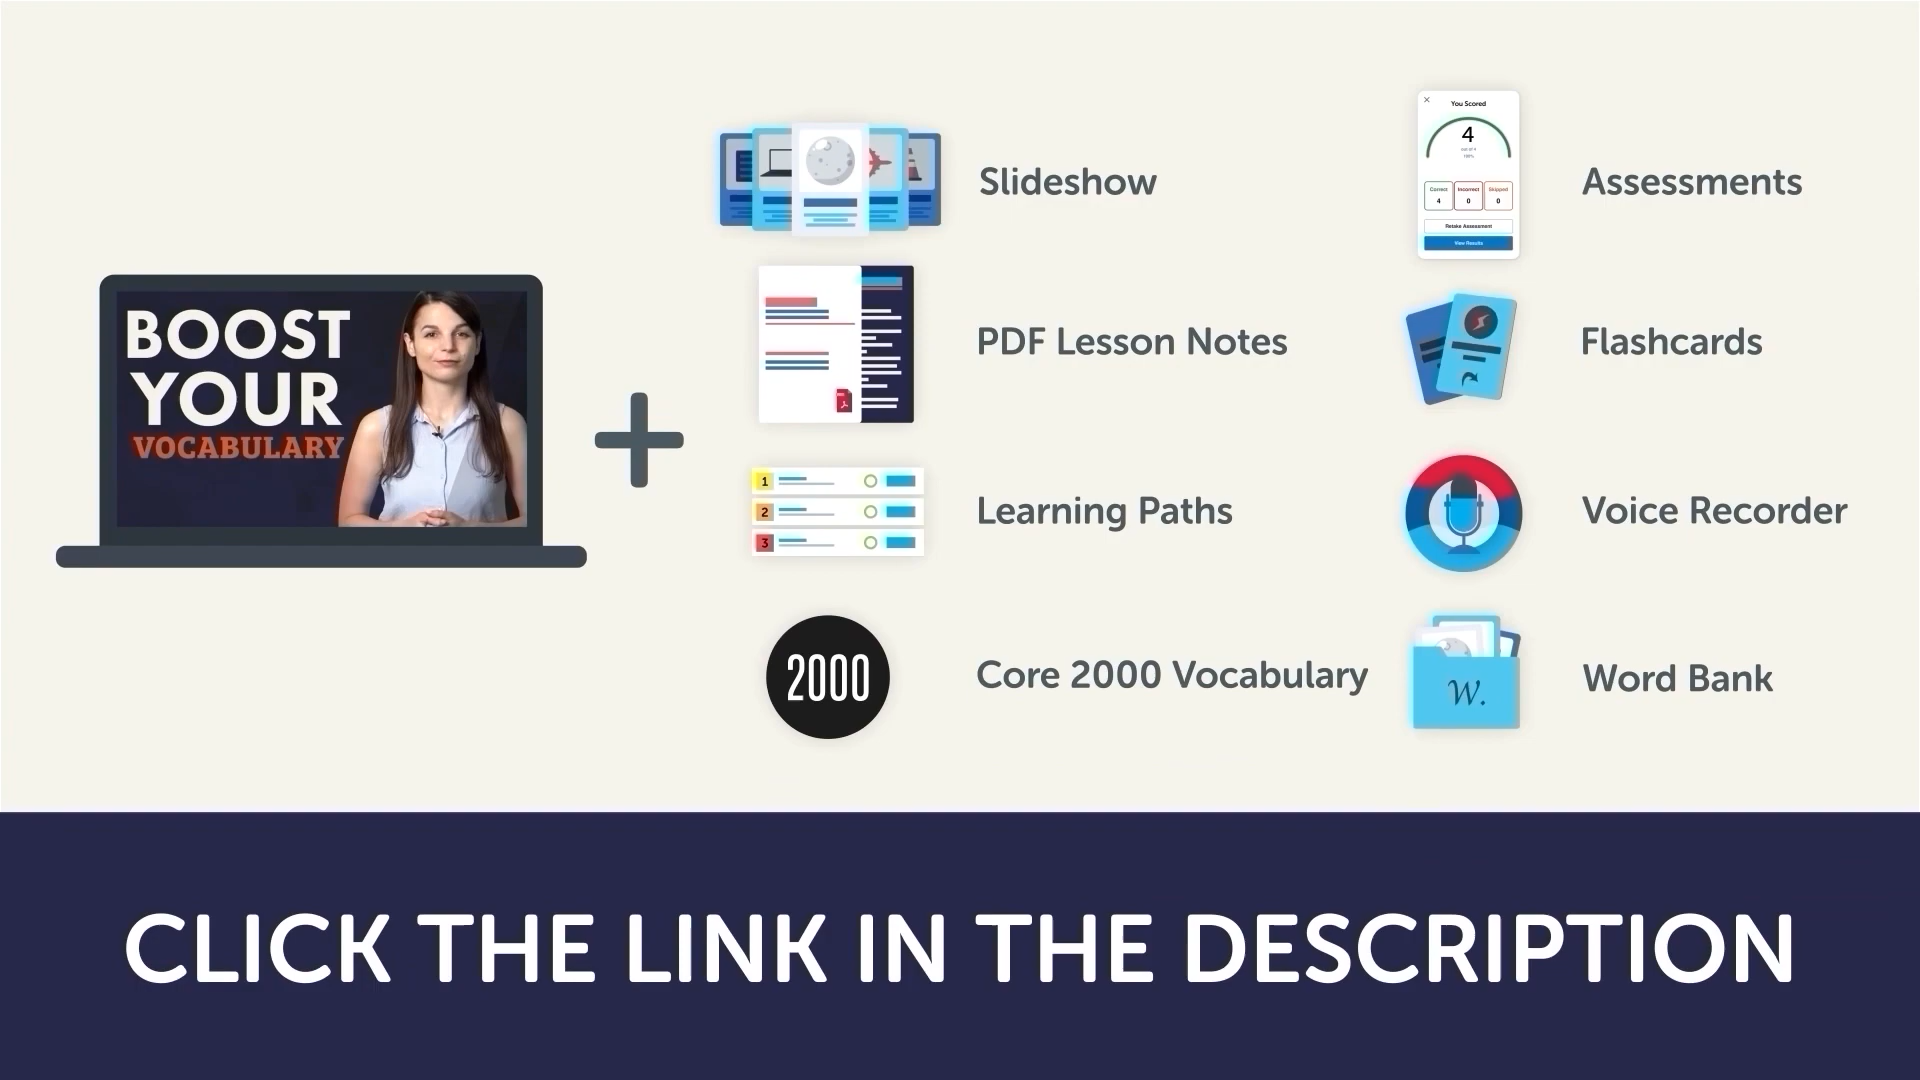 BOOST
YOUR
VOCABULARY
Slideshow
PDF Lesson Notes
1
2
3
Learning Paths
2000
Core 2000 Vocabulary
You Scored
4
100%
Correct
Incorrect
Skipped
4
0
0
Retake Assessment
View Results
Assessments
Flashcards
Voice Recorder
W.
Word Bank
CLICK THE LINK IN THE DESCRIPTION